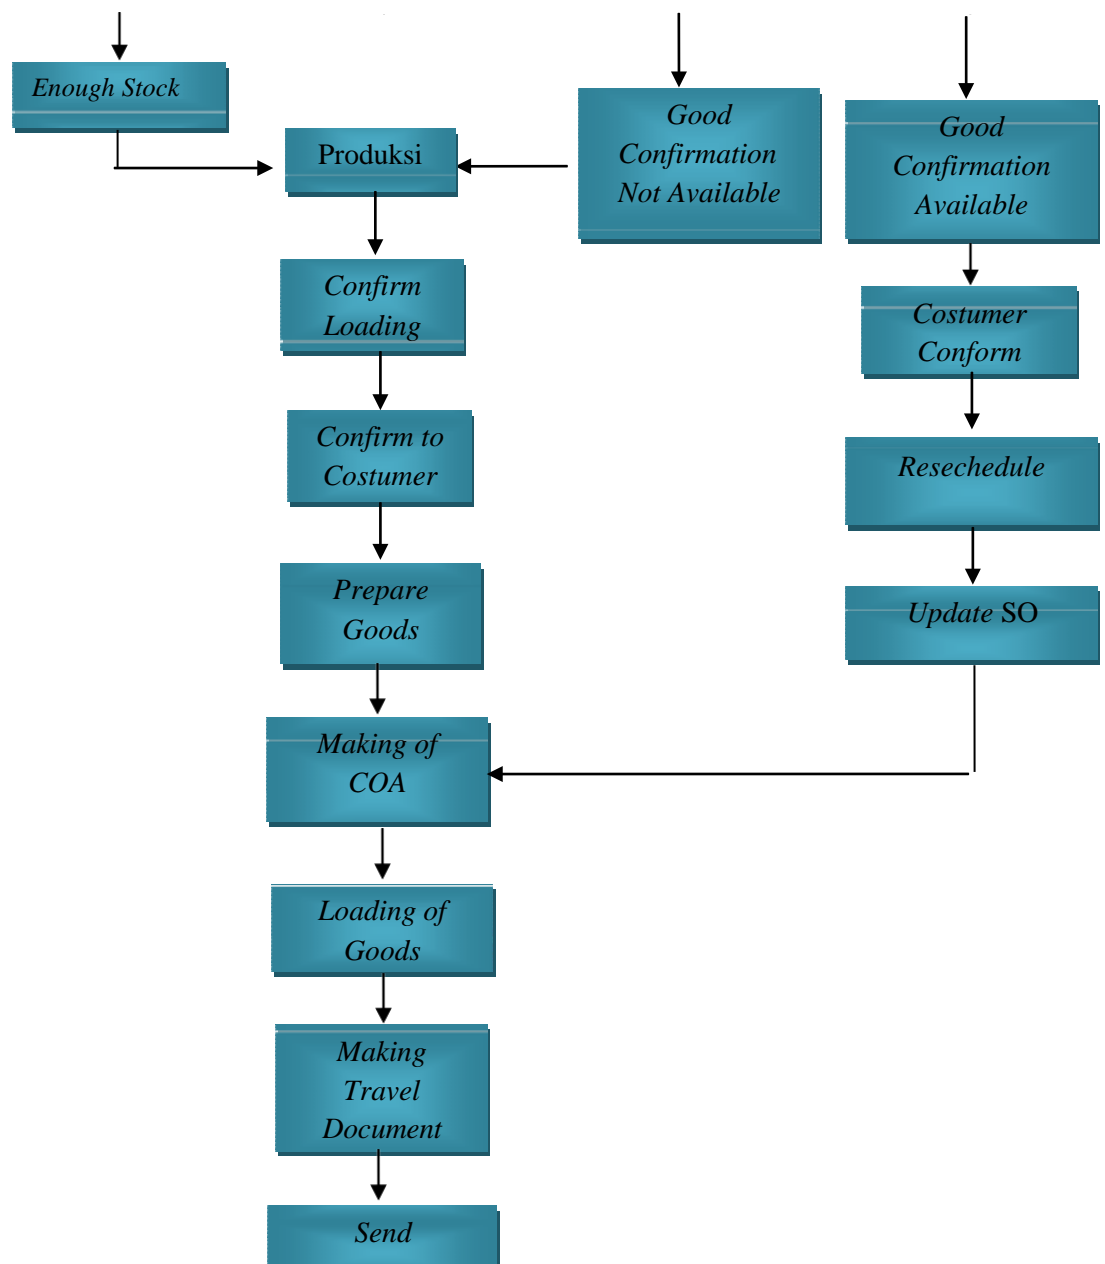 Enough Stock
Produksi
Good
Confirmation
Not Available
Good
Confirmation
Available
Confirm
Loading
Costumer
Conform
Confirm to
Costumer
Resechedule
Prepare
Goods
Update SO
Making of
COA
Loading of
Goods
Making
Travel
Document
Send